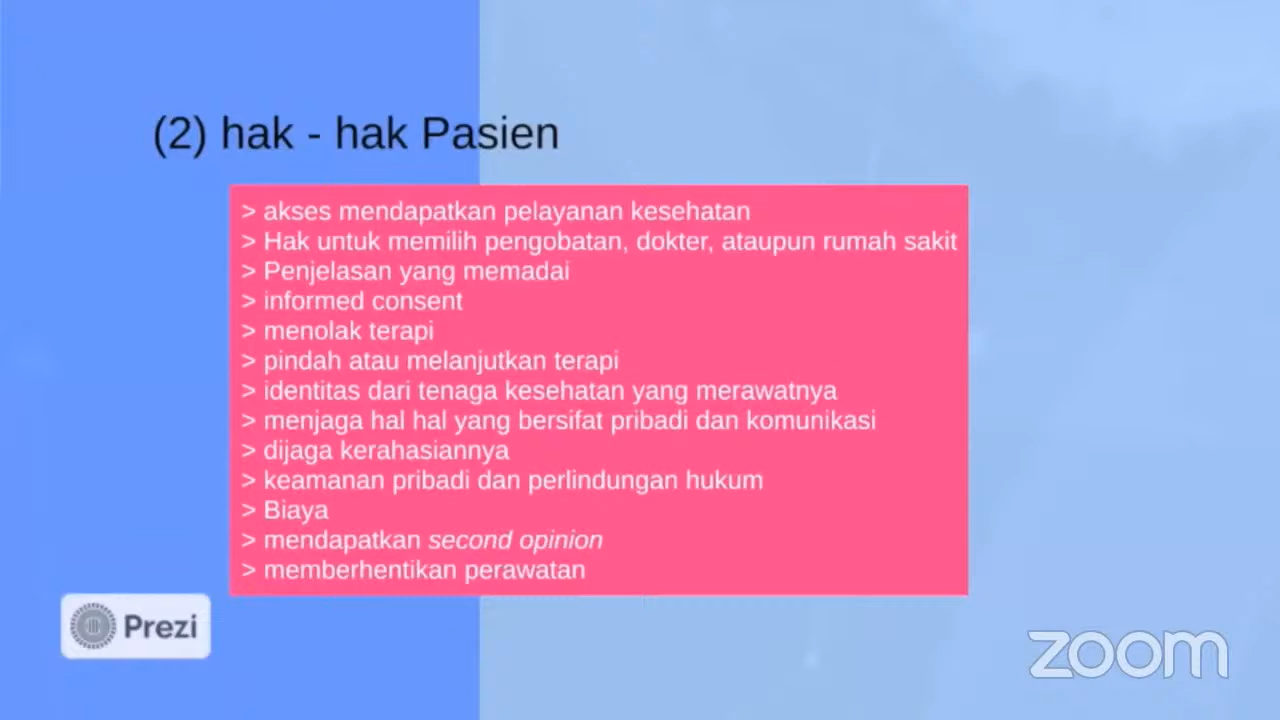 (2) hak - hak Pasien
> akses mendapatkan pelayanan kesehatan
> Hak untuk memilih pengobatan, dokter, ataupun rumah sakit
> Penjelasan yang memadai
> informed consent
> menolak terapi
> pindah atau melanjutkan terapi
> identitas dari tenaga kesehatan yang merawatnya
> menjaga hal hal yang bersifat pribadi dan komunikasi
> dijaga kerahasiannya
> keamanan pribadi dan perlindungan hukum
> Biaya
> mendapatkan second opinion
> memberhentikan perawatan
Prezi
zoom